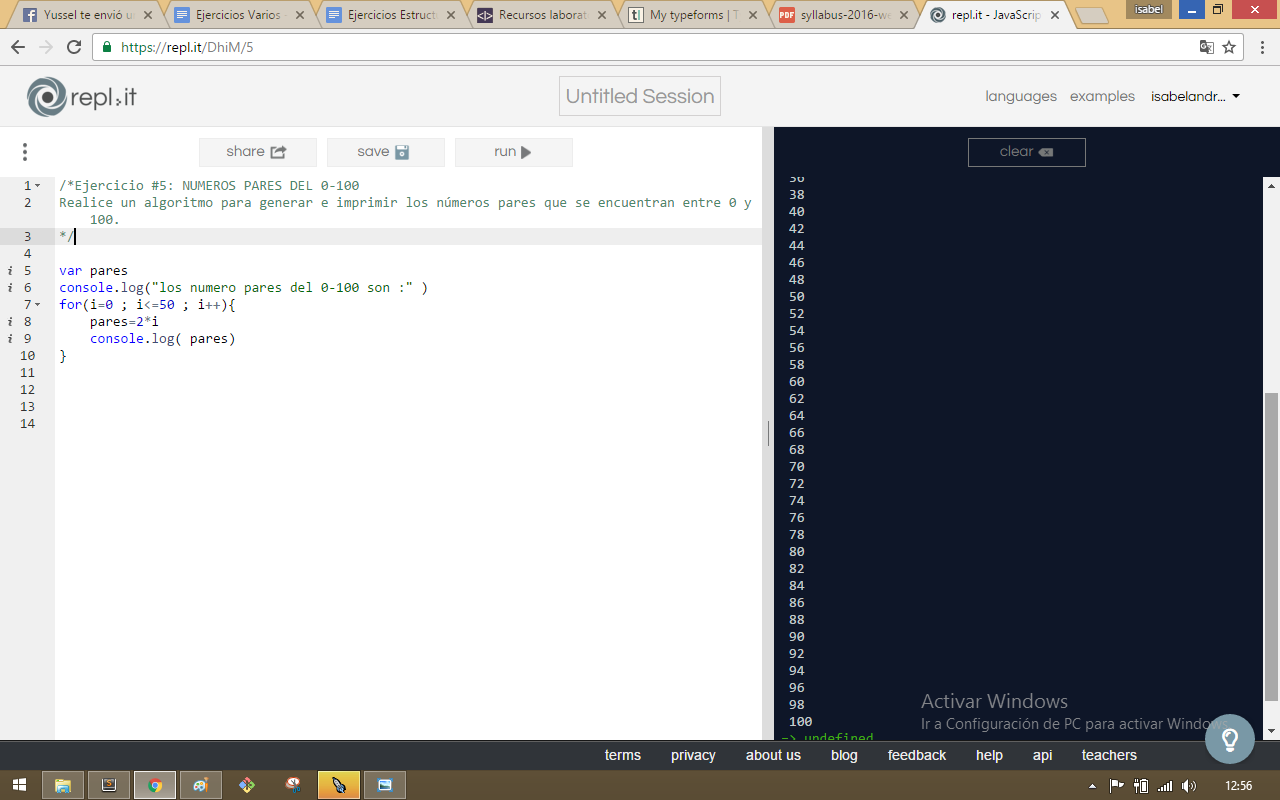 Yussel te envió u
Ejercicios Varios -
Ejercicios Estruct
Recursos laborat
My typeforms | T
syllabus-2016-we
repl.it - JavaScrip
isabel
https://repl.it/DhiM/5
repl.it
Untitled Session
languages examples isabelandr...
share save run
clear
1 /*Ejercicio #5: NUMEROS PARES DEL 0-100
2 Realice un algoritmo para generar e imprimir los números pares que se encuentran entre 0 y
100.
3 */
4
5 var pares
6 console.log("los numero pares del 0-100 son :" )
7 for(i=0 ; i<=50 ; i++){
8 pares=2*i
9 console.log( pares)
10 }
11
12
13
14
36
38
40
42
44
46
48
50
52
54
56
58
60
62
64
66
68
70
72
74
76
78
80
82
84
86
88
90
92
94
96
98
100
=> undefined
Activar Windows
Ir a Configuración de PC para activar Windows.
terms privacy about us blog feedback help api teachers
12:56